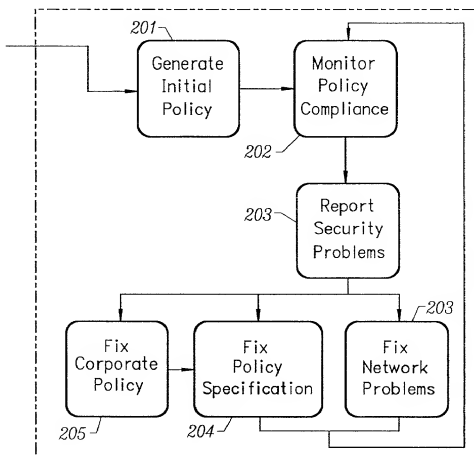 201
Generate
Initial
Policy
Monitor
Policy
Compliance
202
203
Report
Security
Problems
203
Fix
Corporate
Policy
Fix
Policy
Specification
Fix
Network
Problems
205
204